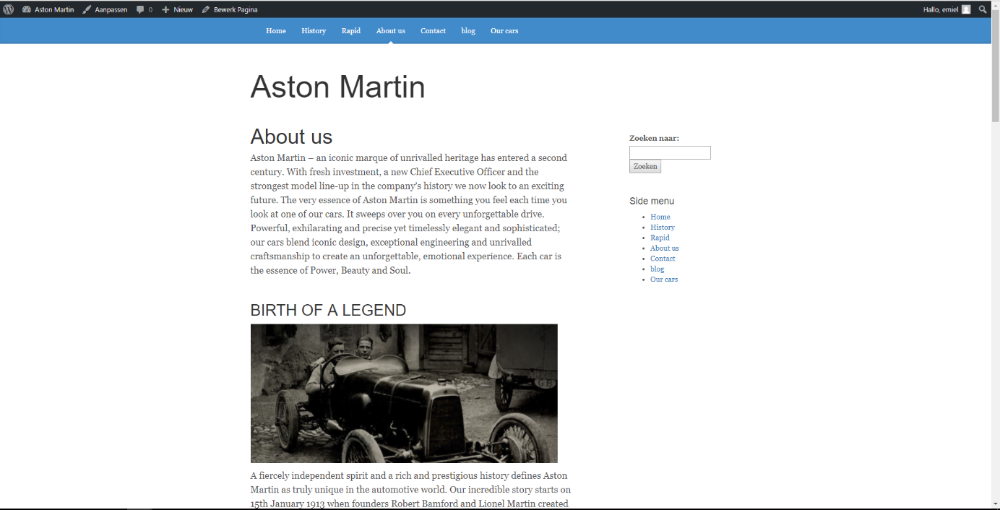 Aston Martin Aanpassen 0 Nieuw Bewerk Pagina Hallo, emiel
Home History Rapid About us Contact blog Our cars
Aston Martin
About us
Aston Martin – an iconic marque of unrivalled heritage has entered a second
century. With fresh investment, a new Chief Executive Officer and the
strongest model line-up in the company's history we now look to an exciting
future. The very essence of Aston Martin is something you feel each time you
look at one of our cars. It sweeps over you on every unforgettable drive.
Powerful, exhilarating and precise yet timelessly elegant and sophisticated;
our cars blend iconic design, exceptional engineering and unrivalled
craftsmanship to create an unforgettable, emotional experience. Each car is
the essence of Power, Beauty and Soul.
BIRTH OF A LEGEND
GB
A fiercely independent spirit and a rich and prestigious history defines Aston
Martin as truly unique in the automotive world. Our incredible story starts on
15th January 1913 when founders Robert Bamford and Lionel Martin created
Zoeken naar:
Zoeken
Side menu
Home
History
Rapid
About us
Contact
blog
Our cars